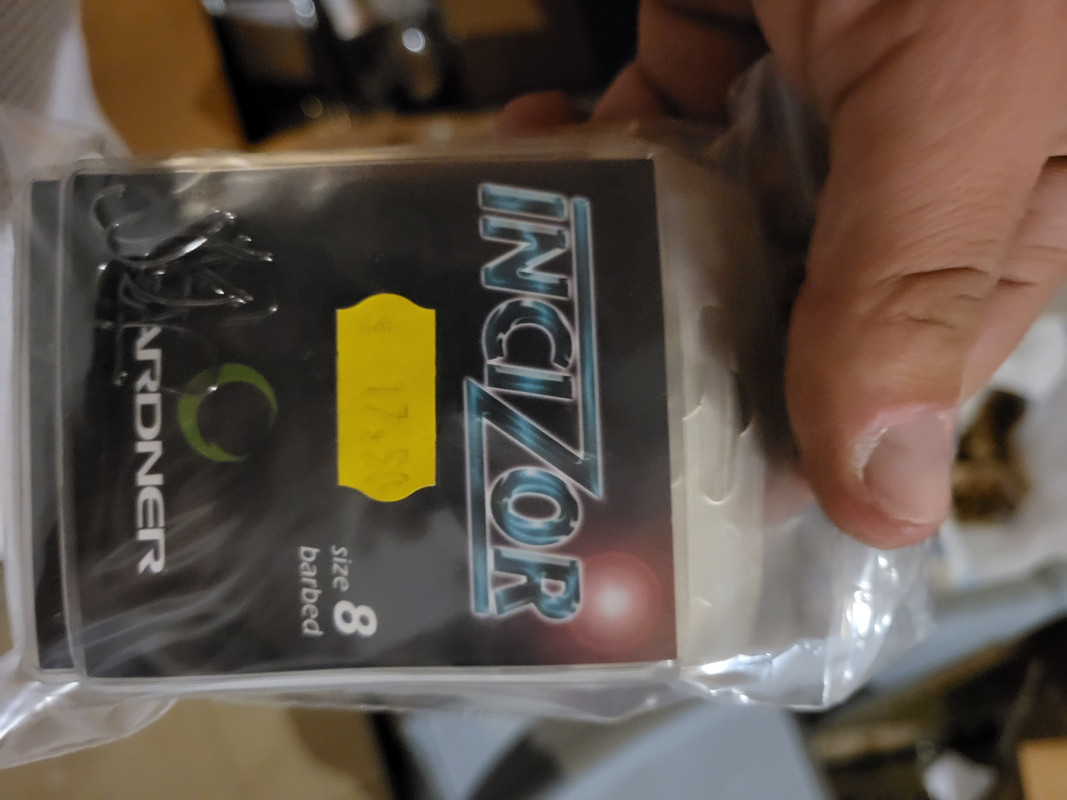 INCIZOR
size 8
barbed
ARDNER